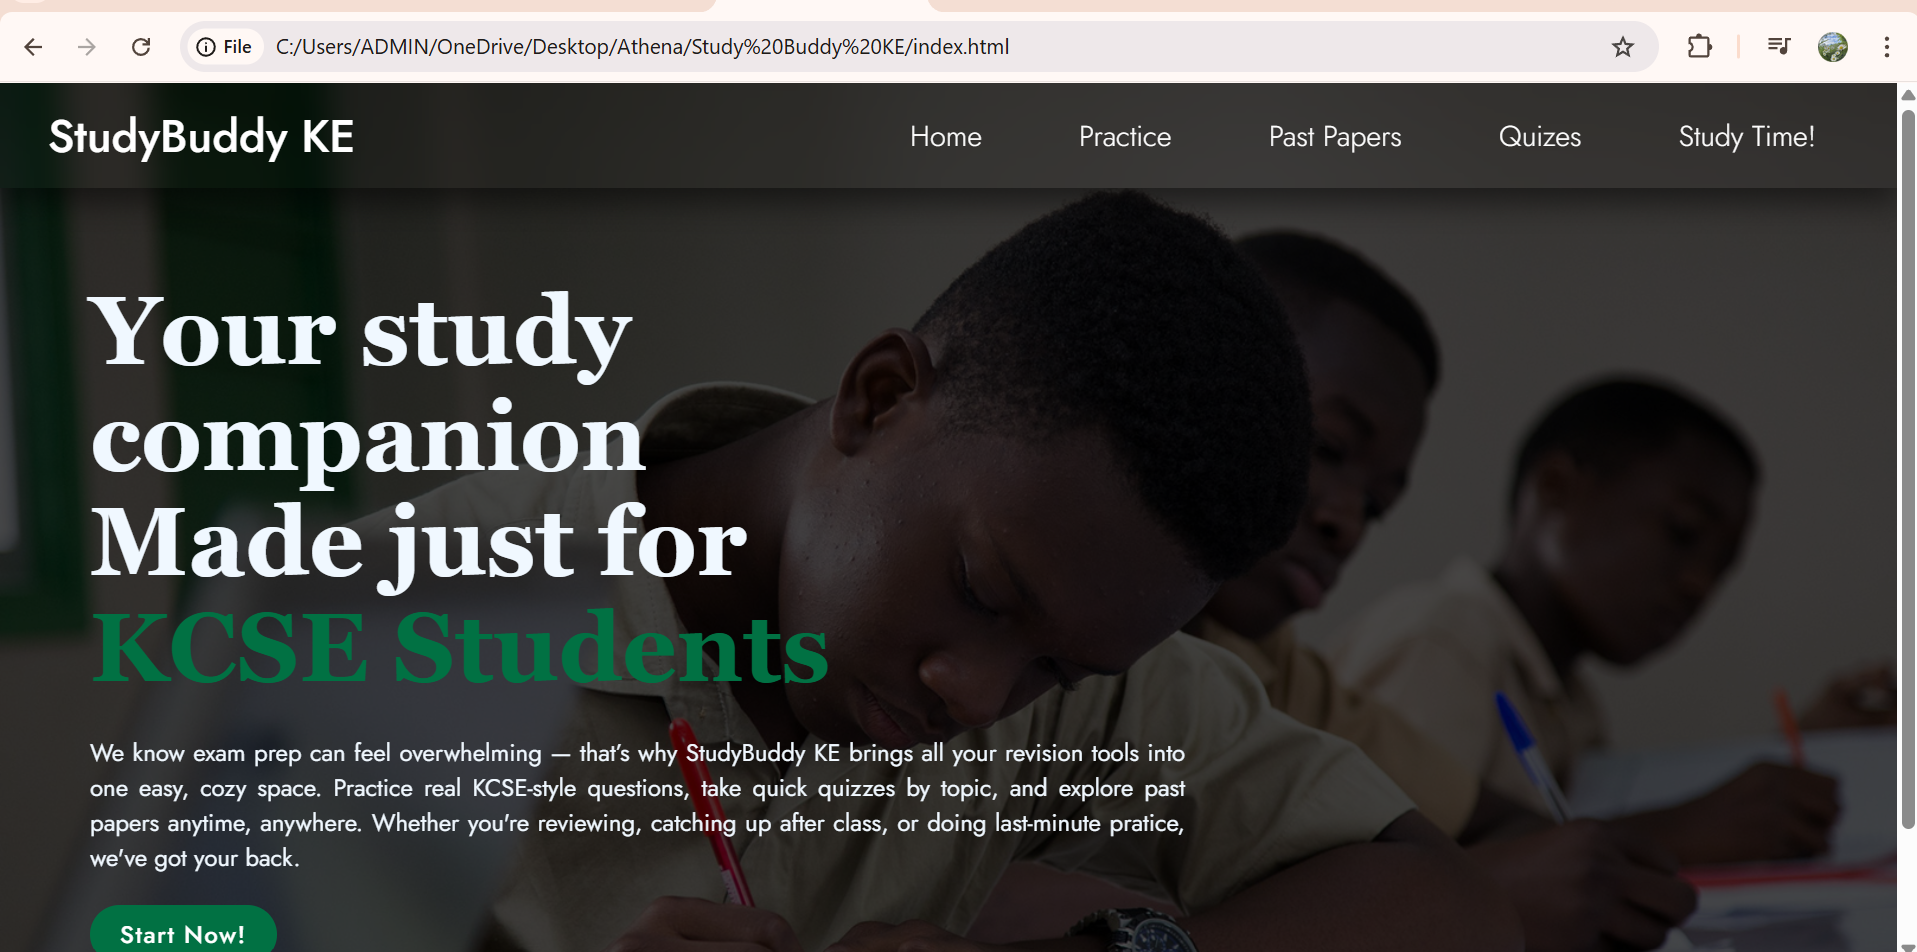 File
C:/Users/ADMIN/OneDrive/Desktop/Athena/Study%20Buddy%20KE/index.html
StudyBuddy KE
Home
Practice
Past Papers
Quizes
Study Time!
Your study
companion
Made just for
KCSE Students
We know exam prep can feel overwhelming — that's why StudyBuddy KE brings all your revision tools into
one easy, cozy space. Practice real KCSE-style questions, take quick quizzes by topic, and explore past
papers anytime, anywhere. Whether you're reviewing, catching up after class, or doing last-minute pratice,
we've got your back.
Start Now!